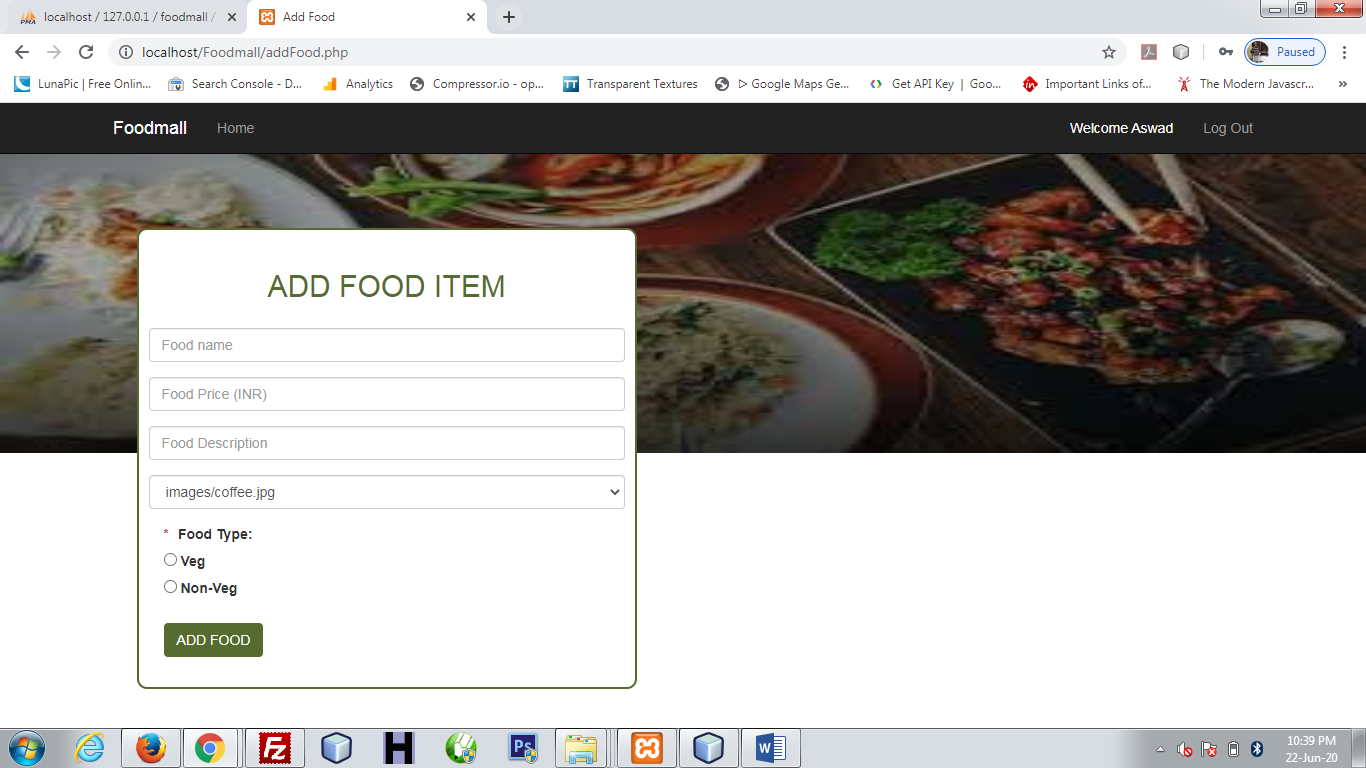 localhost / 127.0.0.1 / foodmall /
Add Food
localhost/Foodmall/addFood.php
Paused
LunaPic | Free Onlin...
Search Console - D...
Analytics
Compressor.io - op...
Transparent Textures
Google Maps Ge...
Get API Key | Goo...
Important Links of...
The Modern Javascr...
Foodmall
Home
Welcome Aswad
Log Out
ADD FOOD ITEM
Food name
Food Price (INR)
Food Description
images/coffee.jpg
* Food Type:
Veg
Non-Veg
ADD FOOD
10:39 PM
22-Jun-20